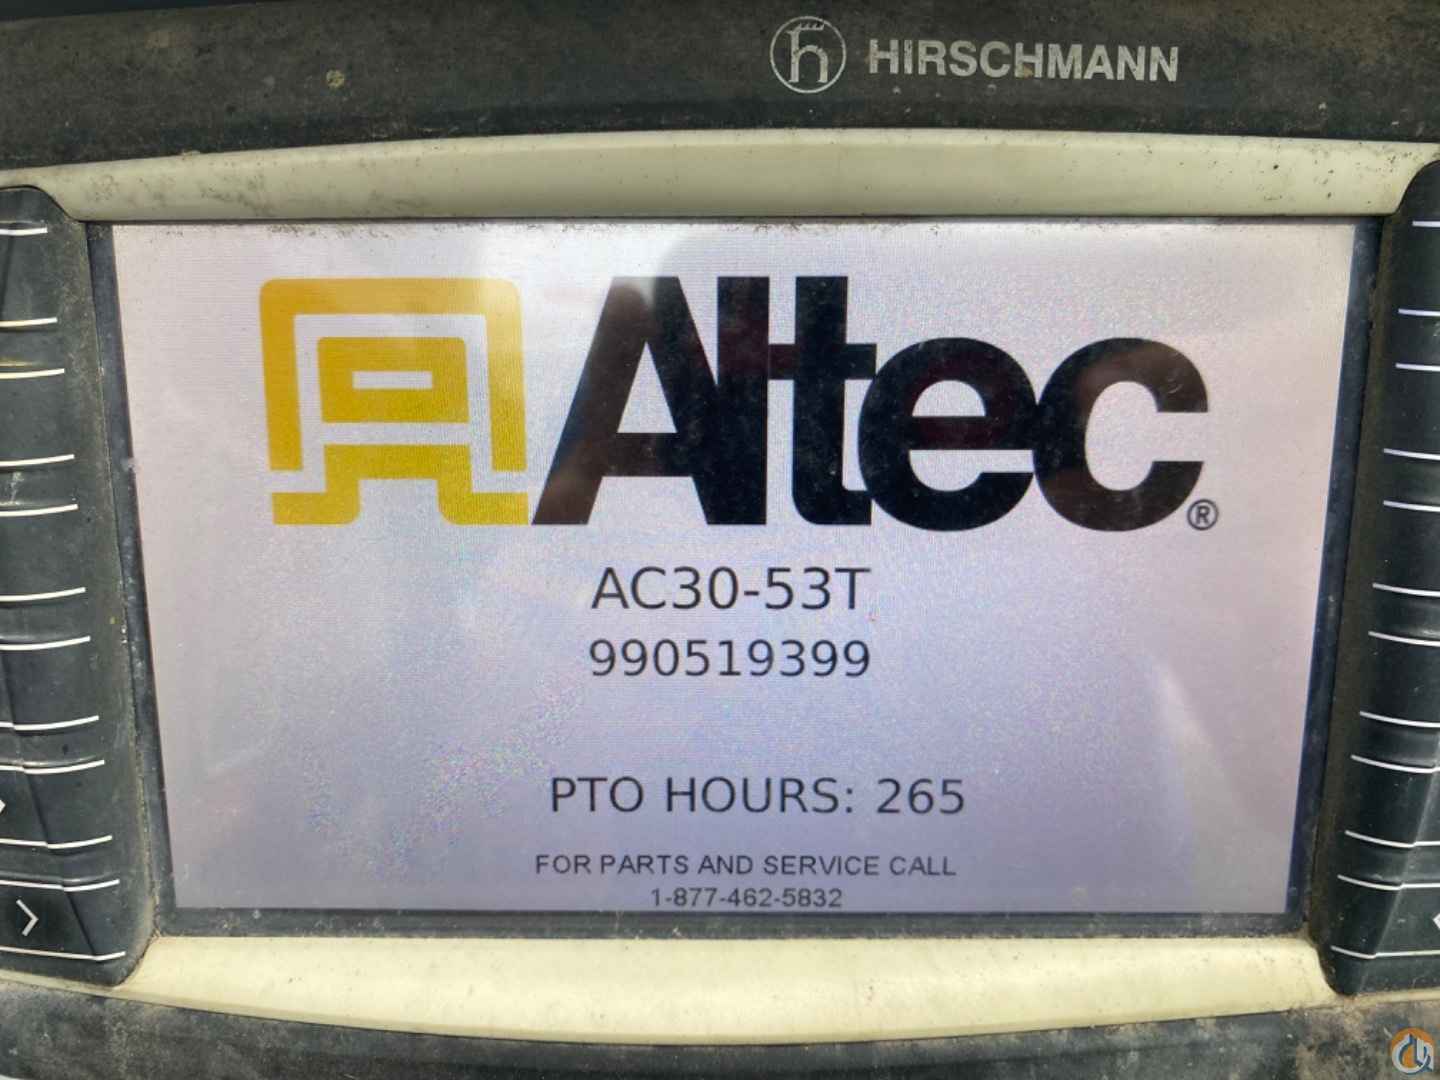 HIRSCHMANN
Altec®
AC30-53T
990519399
PTO HOURS: 265
FOR PARTS AND SERVICE CALL
1-877-462-5832